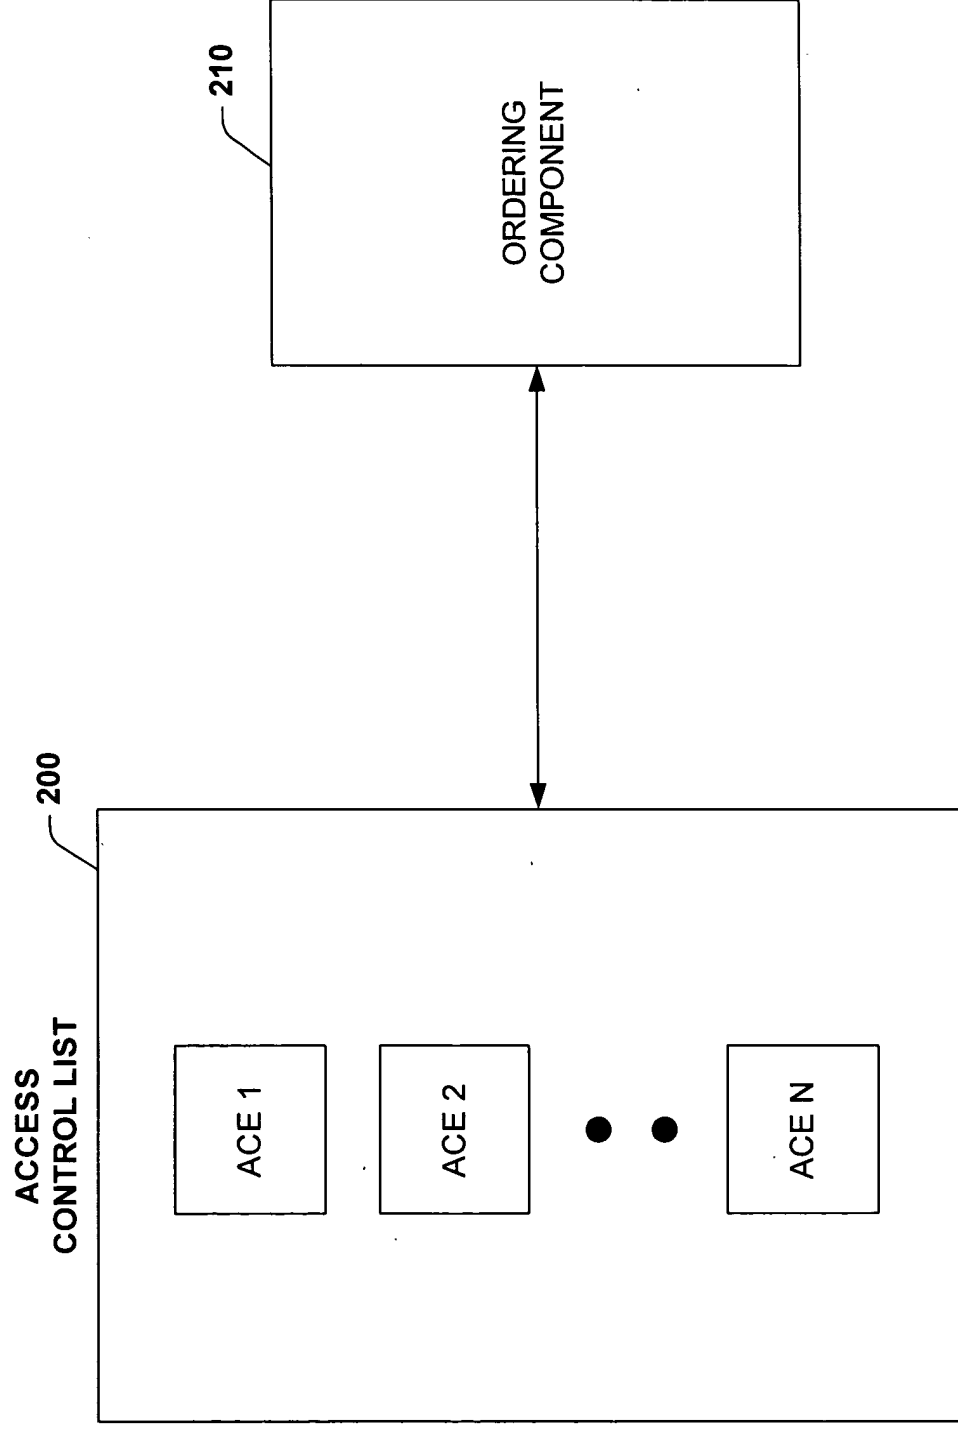 ACCESS
CONTROL LIST
200
ACE 1
ACE 2
ACE N
210
ORDERING
COMPONENT